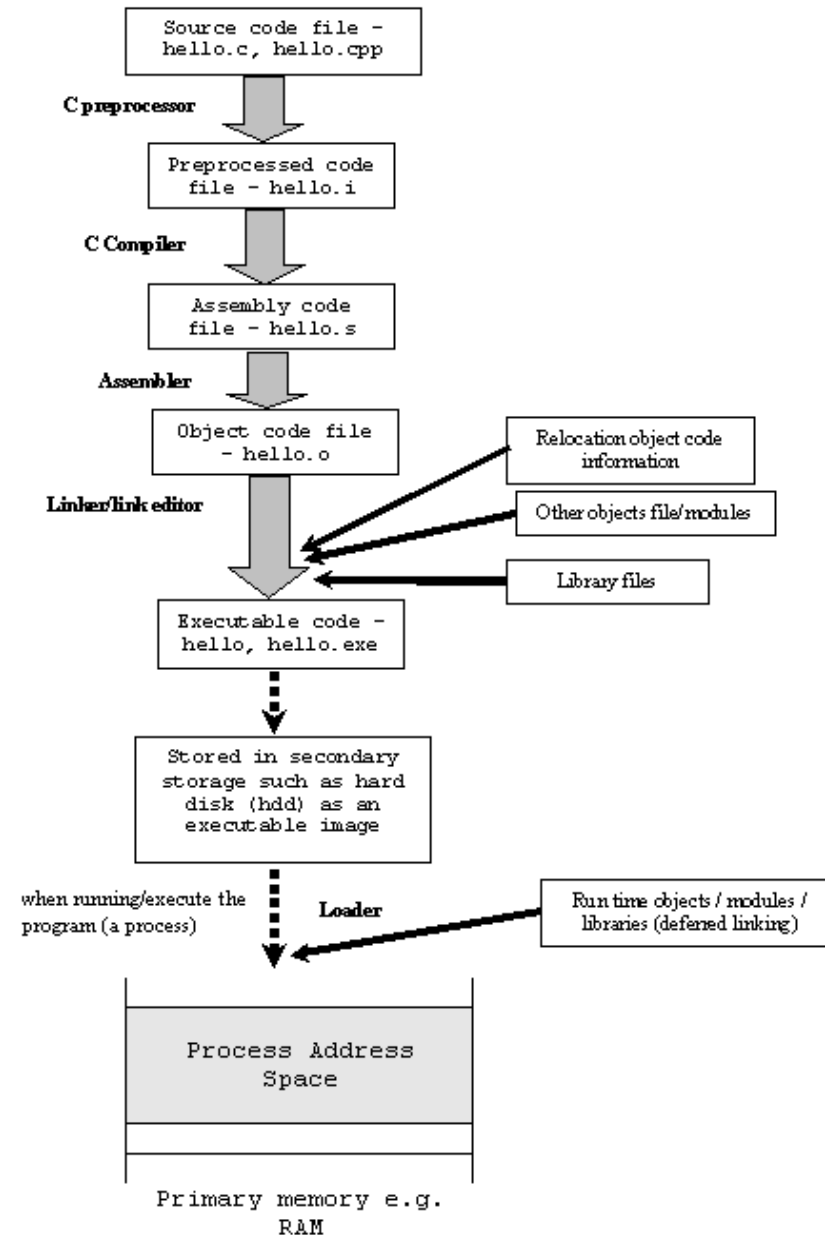 Source code file -
hello.c, hello.cpp
C preprocessor
Preprocessed code
file - hello.i
C Compiler
Assembly code
file - hello.s
Assembler
Object code file
- hello.o
Relocation object code
information
Linker/link editor
Other objects file/modules
Library files
Executable code -
hello, hello.exe
Stored in secondary
storage such as hard
disk (hdd) as an
executable image
when running/execute the
program (a process)
Loader
Run time objects / modules /
libraries (deferred linking)
Process Address
Space
Primary memory e.g.
RAM